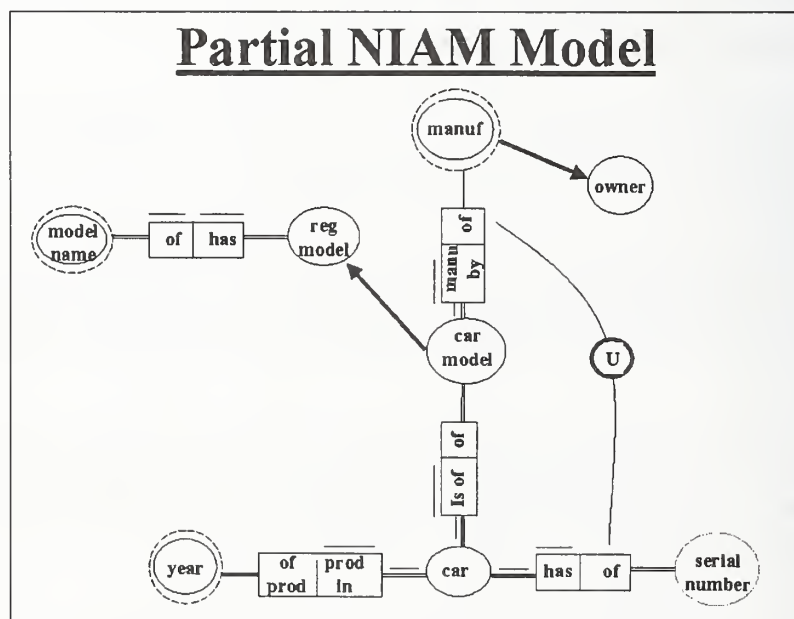 Partial NIAM Model
manuf
owner
model
name
of
has
reg
model
of
manu
by
car
model
U
of
Is of
year
of
prod
prod
in
car
has
of
serial
number